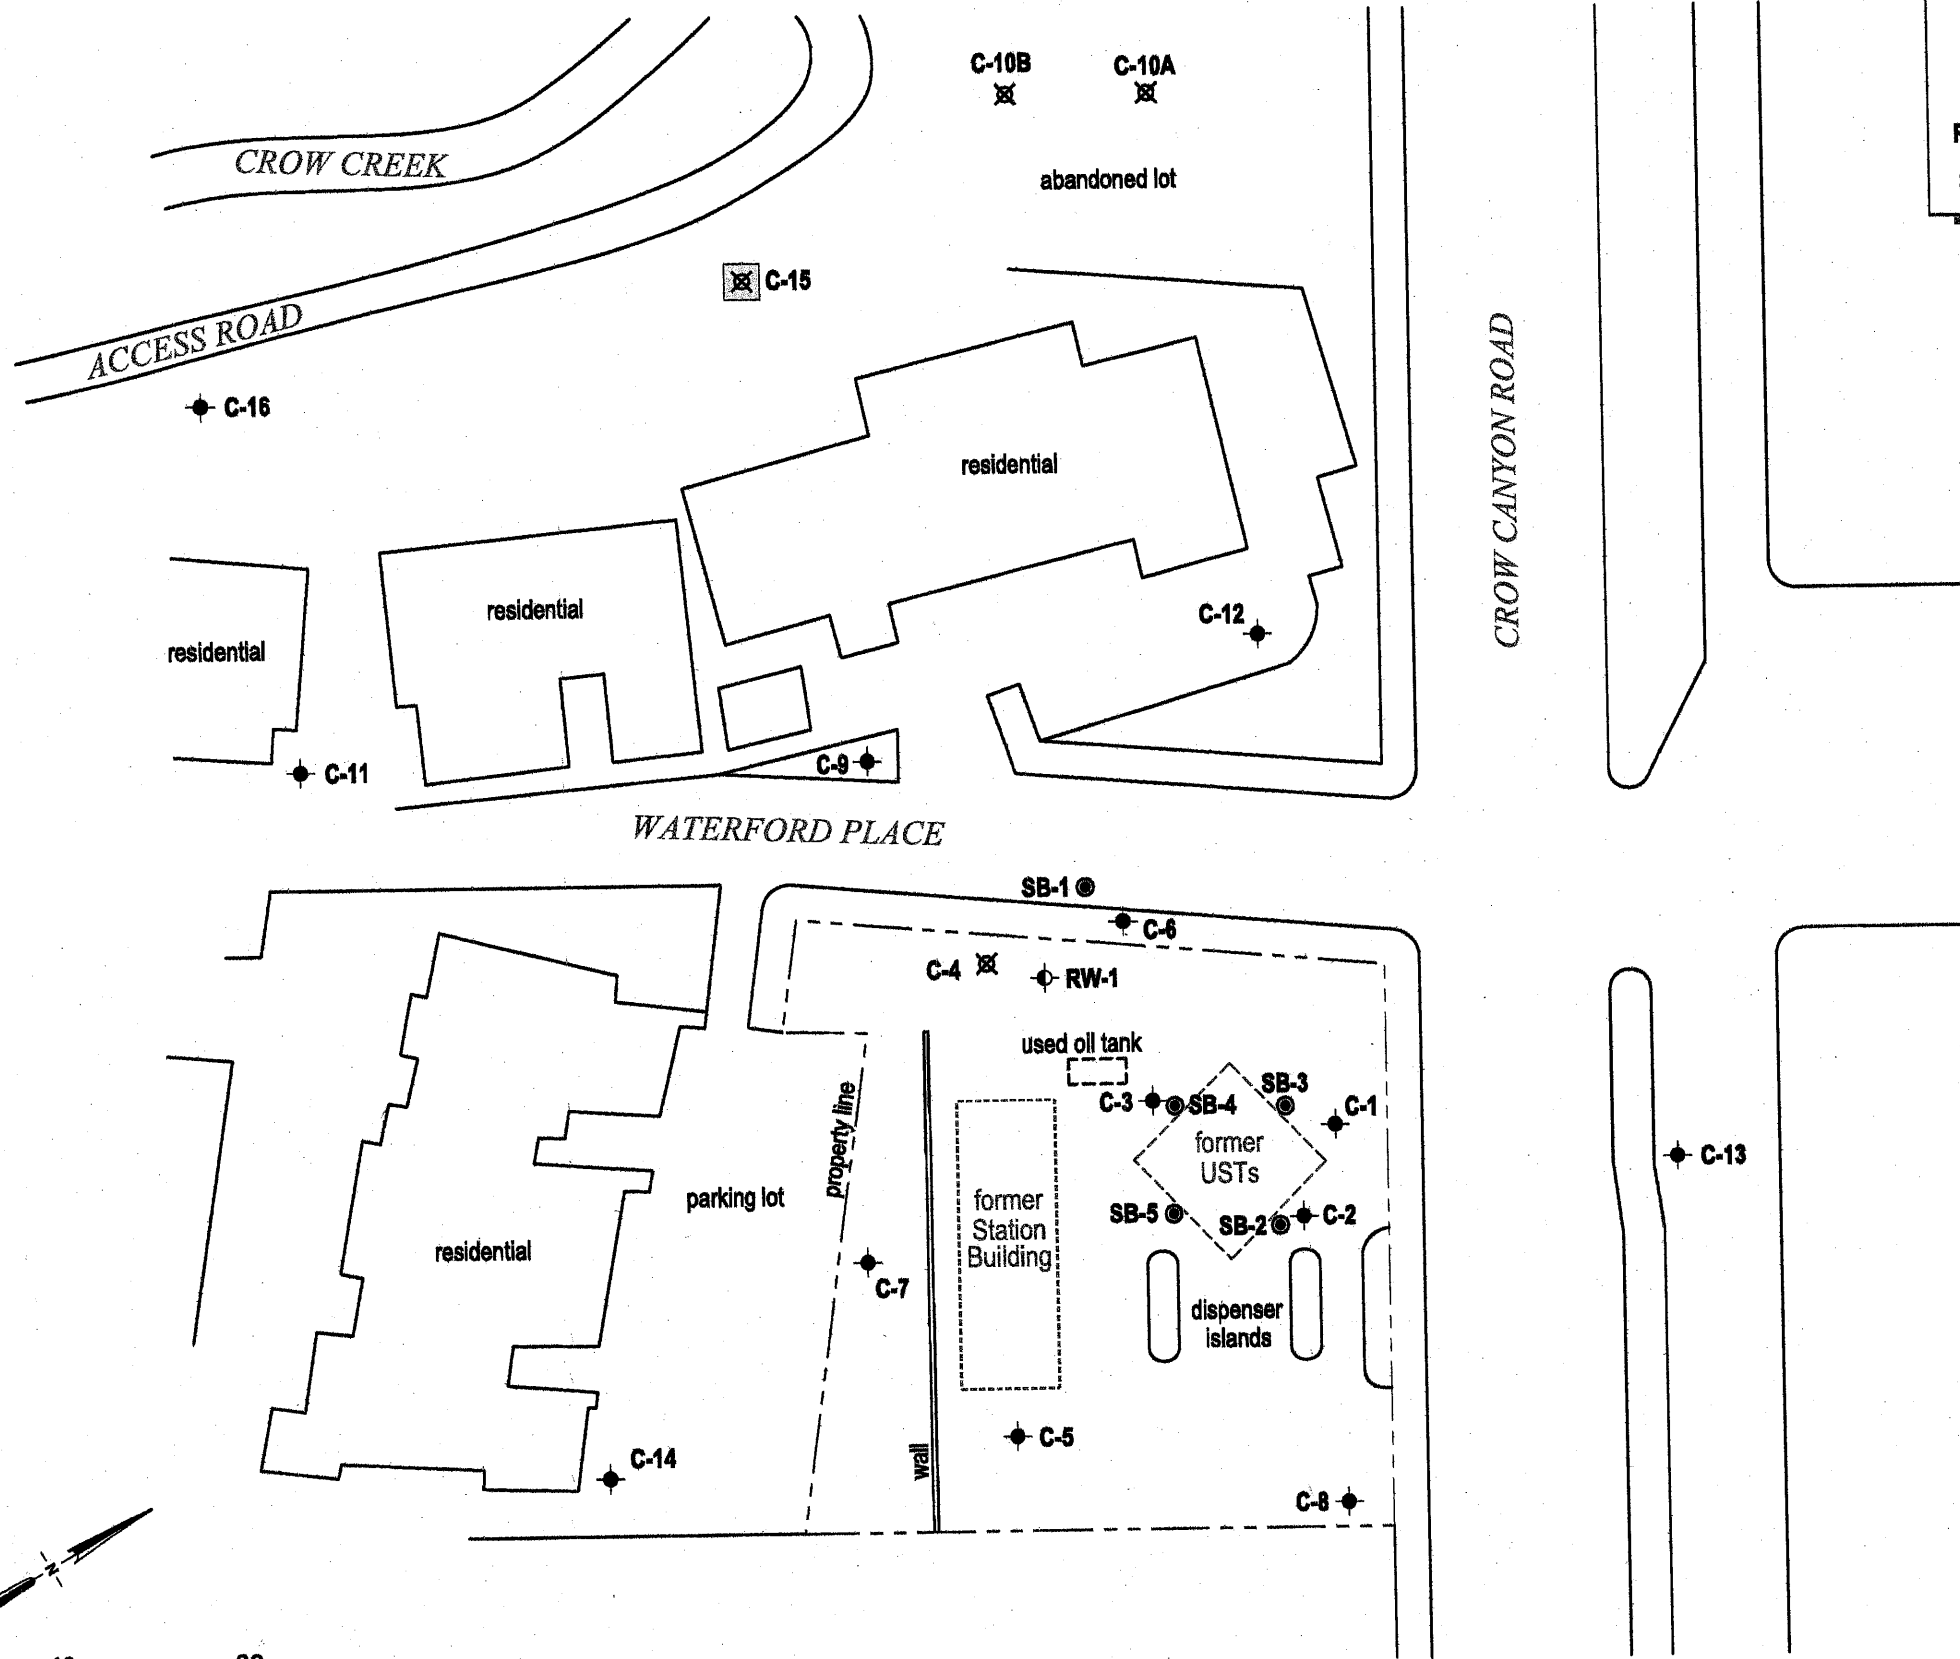 C-10B
C-10A
CROW CREEK
abandoned lot
C-15
ACCESS ROAD
C-16
CROW CANYON ROAD
residential
residential
residential
C-12
C-11
C-9
WATERFORD PLACE
SB-1
C-6
C-4
RW-1
used oil tank
SB-3
C-3
SB-4
C-1
former
USTs
C-13
property line
parking lot
former
Station
Building
SB-5
SB-2
C-2
residential
C-7
dispenser
islands
C-5
wall
C-14
C-8
N